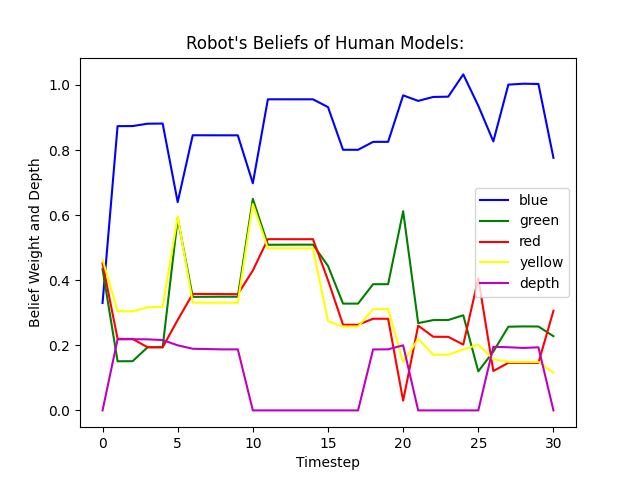 Robot's Beliefs of Human Models:
Belief Weight and Depth
1.0
0.8
0.6
0.4
0.2
0.0
blue
green
red
yellow
depth
0 5 10 15 20 25 30
Timestep